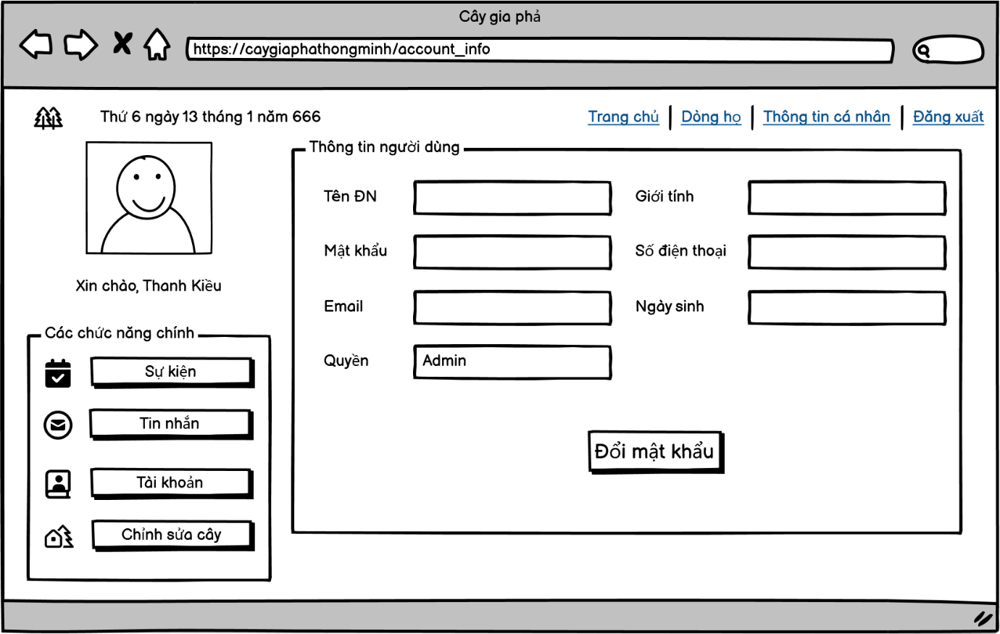 Cây gia phả
https://caygiaphathongminh/account_info
Thứ 6 ngày 13 tháng 1 năm 666
Trang chủ | Dòng họ | Thông tin cá nhân | Đăng xuất
Xin chào, Thanh Kiều
Các chức năng chính
Sự kiện
Tin nhắn
Tài khoản
Chỉnh sửa cây
Thông tin người dùng
Tên ĐN
Giới tính
Mật khẩu
Số điện thoại
Email
Ngày sinh
Quyền
Admin
Đổi mật khẩu